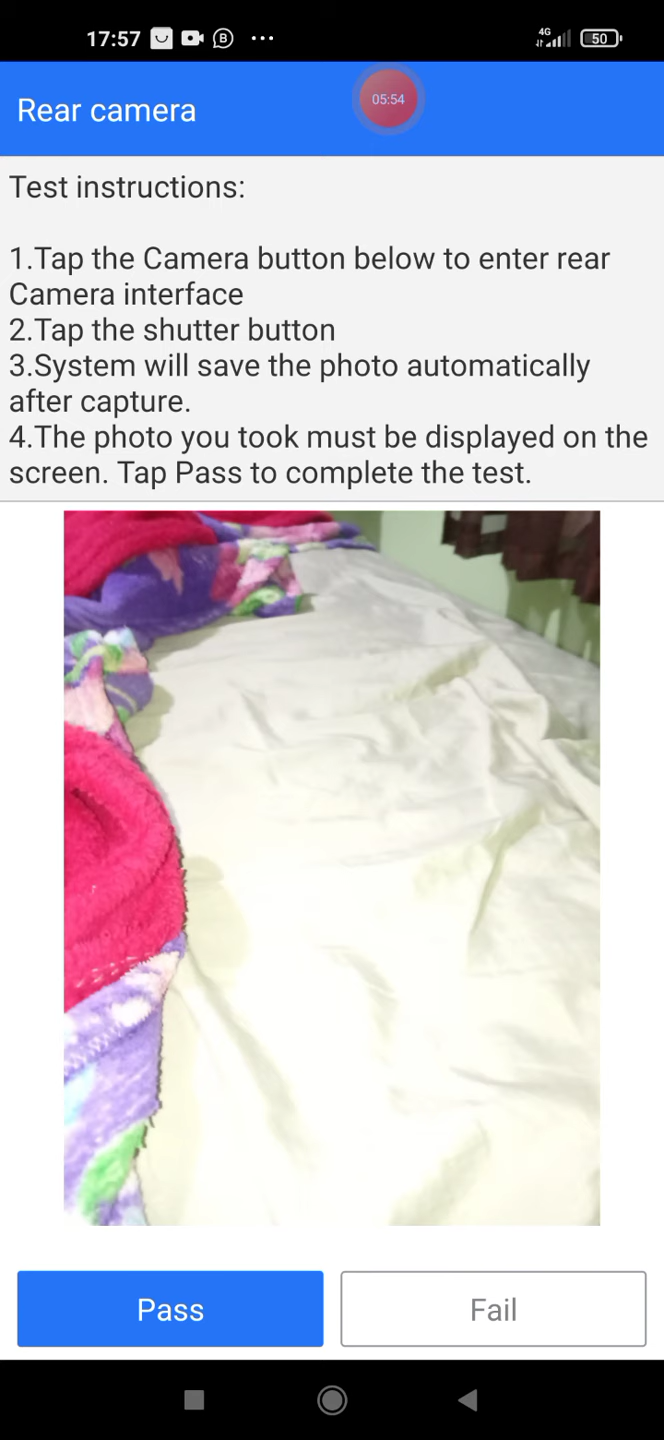 17:57
4G
50
Rear camera
05:54
Test instructions:
1.Tap the Camera button below to enter rear
Camera interface
2.Tap the shutter button
3.System will save the photo automatically
after capture.
4.The photo you took must be displayed on the
screen. Tap Pass to complete the test.
Pass
Fail